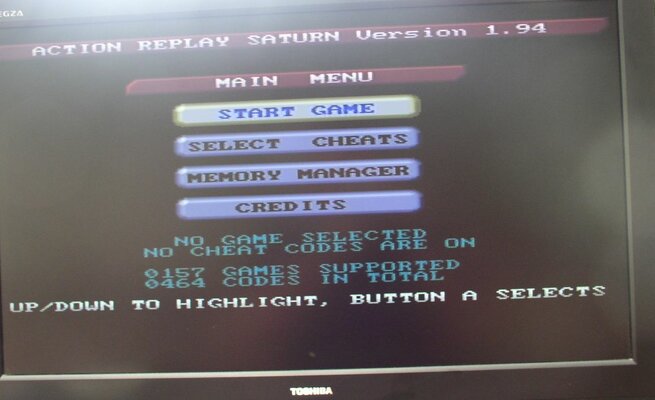 EGZA
ACTION REPLAY SATURN Version 1.94
MAIN MENU
START GAME
SELECT CHEATS
MEMORY MANAGER
CREDITS
NO GAME SELECTED
NO CHEAT CODES ARE ON
0157 GAMES SUPPORTED
0464 CODES IN TOTAL
UP/DOWN TO HIGHLIGHT, BUTTON A SELECTS
TOSHIBA